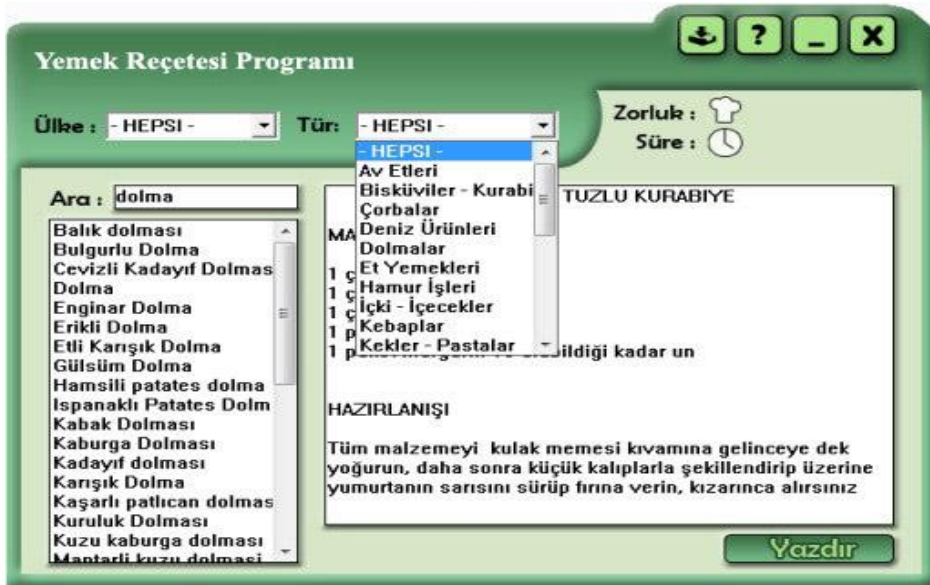 Yemek Reçetesi Programı
?
Ülke : - HEPSI -
Tür: - HEPSI -
Zorluk :
Süre :
- HEPSI -
Av Etleri
Bisküviler - Kurabi
Çorbalar
Deniz Ürünleri
Dolmalar
Et Yemekleri
Hamur İşleri
İçki - İçecekler
Kebaplar
Kekler - Pastalar
Ara : dolma
Balık dolması
Bulgurlu Dolma
Cevizli Kadayıf Dolmas
Dolma
Enginar Dolma
Erikli Dolma
Etli Karışık Dolma
Gülsüm Dolma
Hamsili patates dolma
Ispanaklı Patates Dolm
Kabak Dolması
Kaburga Dolması
Kadayıf dolması
Karışık Dolma
Kaşarlı patlıcan dolmas
Kuruluk Dolması
Kuzu kaburga dolması
Mantarli kuzu dolmasi
TUZLU KURABIYE
MA
1 ç
1 ç
1 ç
1 p
1 p
kadar un
HAZIRLANIŞI
Tüm malzemeyi kulak memesi kıvamına gelinceye dek
yoğurun, daha sonra küçük kalıplarla şekillendirip üzerine
yumurtanın sarısını sürüp fırına verin, kızarınca alırsınız
Yazdır